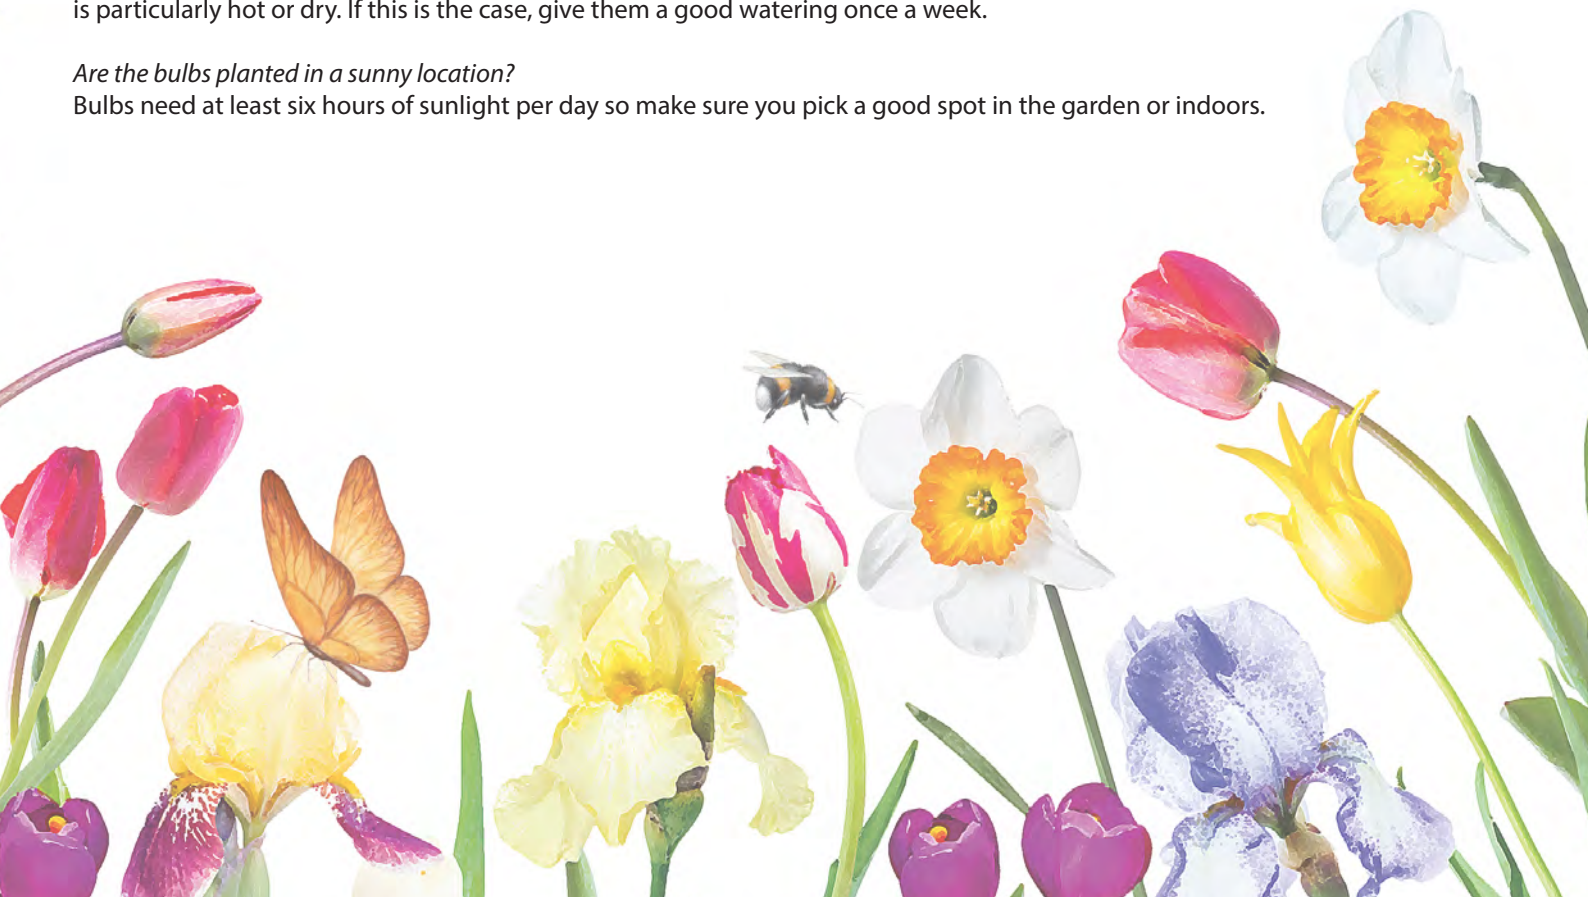 is particularly hot or dry. If this is the case, give them a good watering once a week.
Are the bulbs planted in a sunny location?
Bulbs need at least six hours of sunlight per day so make sure you pick a good spot in the garden or indoors.